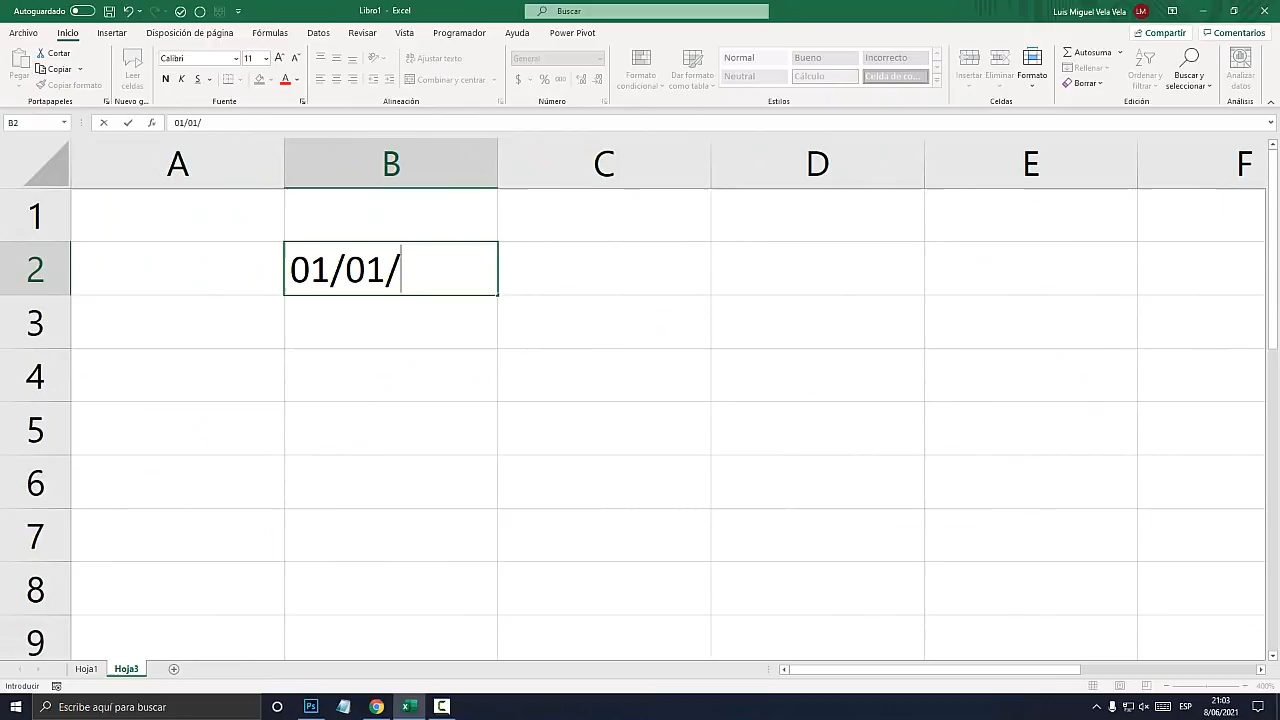 Autoguardado
Libro1 - Excel
Buscar
Luis Miguel Vela Vela
LM
Archivo
Inicio
Insertar
Disposición de página
Fórmulas
Datos
Revisar
Vista
Programador
Ayuda
Power Pivot
Compartir
Comentarios
Pegar
Cortar
Copiar
Copiar formato
Portapapeles
Leer celdas
Nuevo g...
Calibri
11
N K S
Fuente
ab
Ajustar texto
Combinar y centrar
Alineación
General
$ % 000
Número
Formato condicional
Dar formato como tabla
Normal
Bueno
Incorrecto
Neutral
Cálculo
Celda de co...
Estilos
Insertar
Eliminar
Formato
Celdas
Autosuma
Rellenar
Borrar
Ordenar y filtrar
Buscar y seleccionar
Edición
Analizar datos
Análisis
B2
fx
01/01/
A B C D E F
1
2 01/01/
3
4
5
6
7
8
9
Hoja1
Hoja3
Introducir
400%
Escribe aquí para buscar
Ps
ESP
21:03
8/06/2021